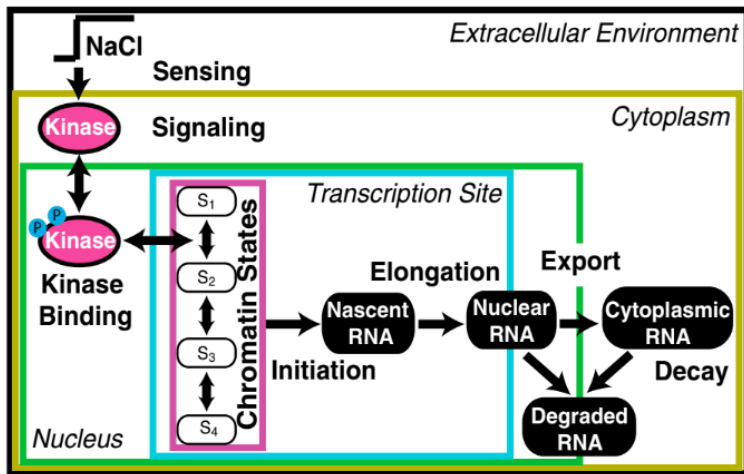 NaCl
Extracellular Environment
Sensing
Cytoplasm
Kinase
Signaling
Transcription Site
P
P
Kinase
Kinase
Binding
S1
S2
S3
S4
Chromatin States
Initiation
Nascent
RNA
Elongation
Nuclear
RNA
Export
Cytoplasmic
RNA
Decay
Degraded
RNA
Nucleus